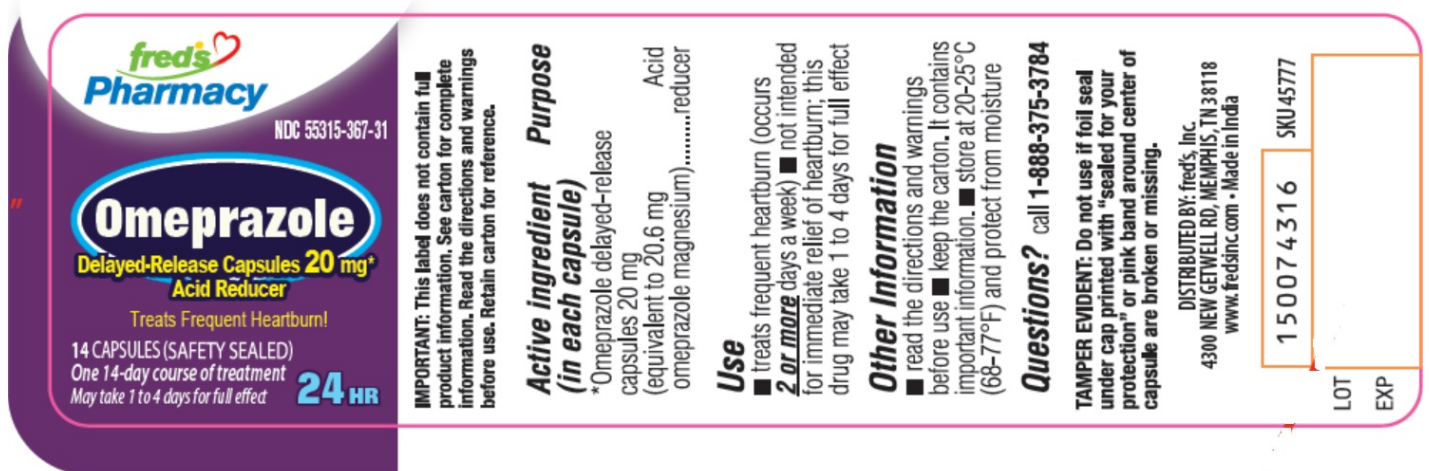 fred's
Pharmacy
NDC 55315-367-31
Omeprazole
Delayed-Release Capsules 20 mg*
Acid Reducer
Treats Frequent Heartburn!
14 CAPSULES (SAFETY SEALED)
One 14-day course of treatment
May take 1 to 4 days for full effect
24 HR
IMPORTANT: This label does not contain full
product information. See carton for complete
information. Read the directions and warnings
before use. Retain carton for reference.
Active ingredient Purpose
(in each capsule)
*Omeprazole delayed-release
capsules 20 mg Acid
(equivalent to 20.6 mg
omeprazole magnesium)..........reducer
Use
■ treats frequent heartburn (occurs
2 or more days a week) ■ not intended
for immediate relief of heartburn; this
drug may take 1 to 4 days for full effect
Other Information
■ read the directions and warnings
before use ■ keep the carton. It contains
important information. ■ store at 20-25°C
(68-77°F) and protect from moisture
Questions? call 1-888-375-3784
TAMPER EVIDENT: Do not use if foil seal
under cap printed with "sealed for your
protection" or pink band around center of
capsule are broken or missing.
DISTRIBUTED BY: fred's, Inc.
4300 NEW GETWELL RD, MEMPHIS, TN 38118
www.fredsinc.com • Made in India
150074316
SKU45777
LOT
EXP